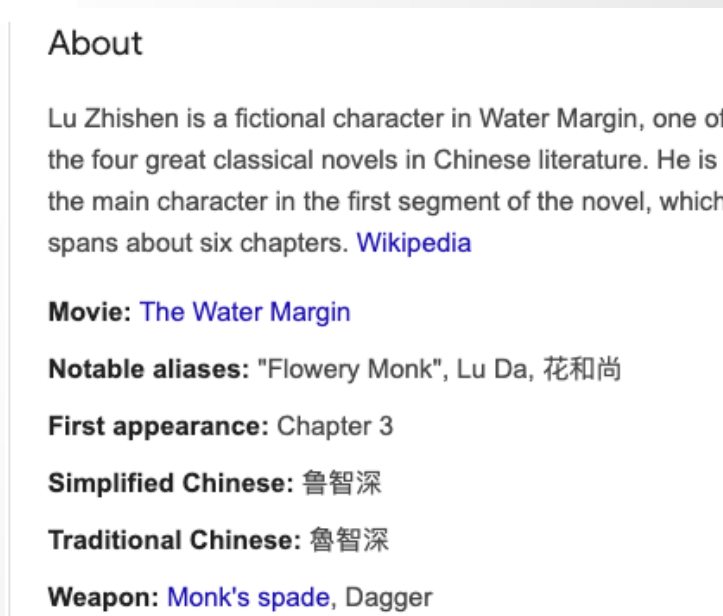 About
Lu Zhishen is a fictional character in Water Margin, one of
the four great classical novels in Chinese literature. He is
the main character in the first segment of the novel, which
spans about six chapters. Wikipedia
Movie: The Water Margin
Notable aliases: "Flowery Monk", Lu Da, 花和尚
First appearance: Chapter 3
Simplified Chinese: 鲁智深
Traditional Chinese: 魯智深
Weapon: Monk's spade, Dagger